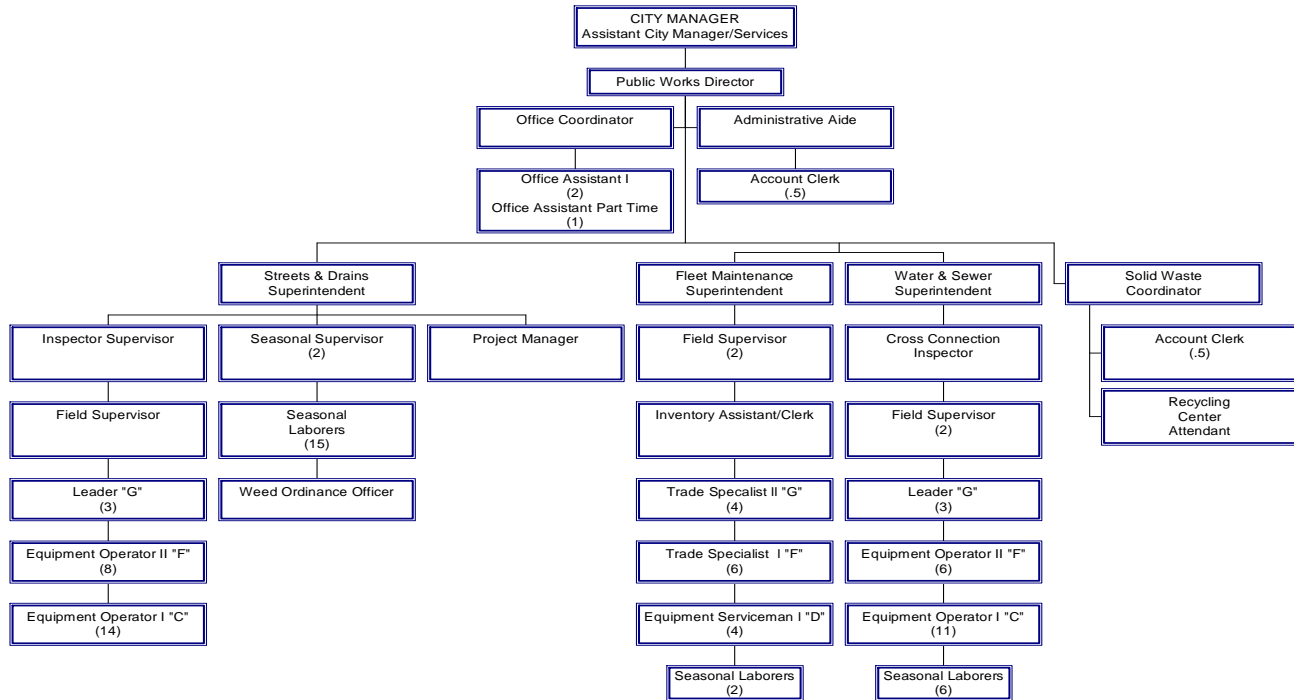 CITY MANAGER
Assistant City Manager/Services
Public Works Director
Office Coordinator
Administrative Aide
Office Assistant I
(2)
Office Assistant Part Time
(1)
Account Clerk
(.5)
Streets & Drains
Superintendent
Fleet Maintenance
Superintendent
Water & Sewer
Superintendent
Solid Waste
Coordinator
Inspector Supervisor
Seasonal Supervisor
(2)
Project Manager
Field Supervisor
(2)
Cross Connection
Inspector
Account Clerk
(.5)
Field Supervisor
Seasonal
Laborers
(15)
Inventory Assistant/Clerk
Field Supervisor
(2)
Recycling
Center
Attendant
Leader "G"
(3)
Weed Ordinance Officer
Trade Specalist II "G"
(4)
Leader "G"
(3)
Equipment Operator II "F"
(8)
Trade Specialist I "F"
(6)
Equipment Operator II "F"
(6)
Equipment Operator I "C"
(14)
Equipment Serviceman I "D"
(4)
Equipment Operator I "C"
(11)
Seasonal Laborers
(2)
Seasonal Laborers
(6)